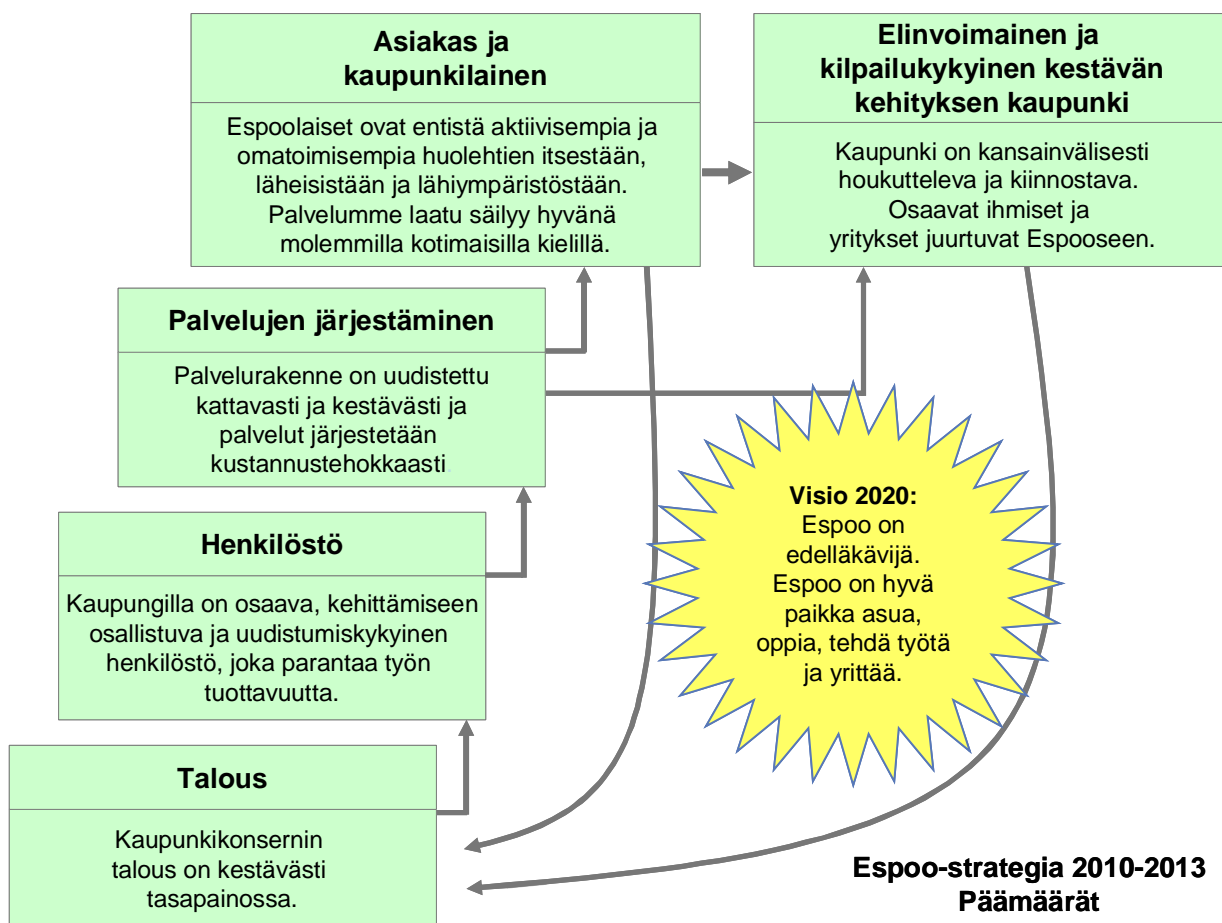 Asiakas ja
kaupunkilainen
Espoolaiset ovat entistä aktiivisempia ja
omatoimisempia huolehtien itsestään,
läheisistään ja lähiympäristöstään.
Palvelumme laatu säilyy hyvänä
molemmilla kotimaisilla kielillä.
Elinvoimainen ja
kilpailukykyinen kestävän
kehityksen kaupunki
Kaupunki on kansainvälisesti
houkutteleva ja kiinnostava.
Osaavat ihmiset ja
yritykset juurtuvat Espooseen.
Palvelujen järjestäminen
Palvelurakenne on uudistettu
kattavasti ja kestävästi ja
palvelut järjestetään
kustannustehokkaasti.
Henkilöstö
Kaupungilla on osaava, kehittämiseen
osallistuva ja uudistumiskykyinen
henkilöstö, joka parantaa työn
tuottavuutta.
Talous
Kaupunkikonsernin
talous on kestävästi
tasapainossa.
Visio 2020:
Espoo on
edelläkävijä.
Espoo on hyvä
paikka asua,
oppia, tehdä työtä
ja yrittää.
Espoo-strategia 2010-2013
Päämäärät